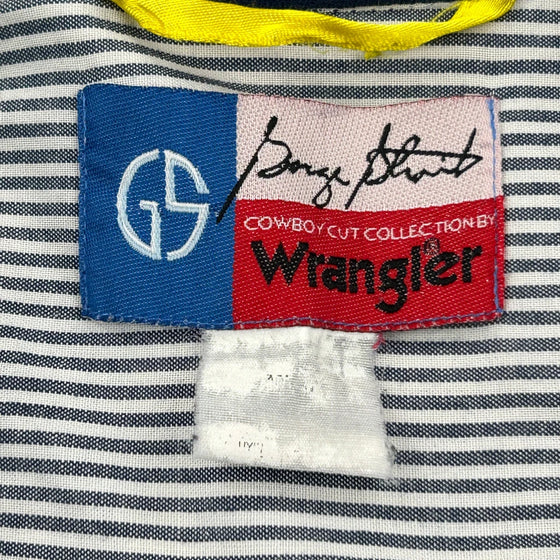 GS
George Strait
COWBOY CUT COLLECTION BY
Wrangler®